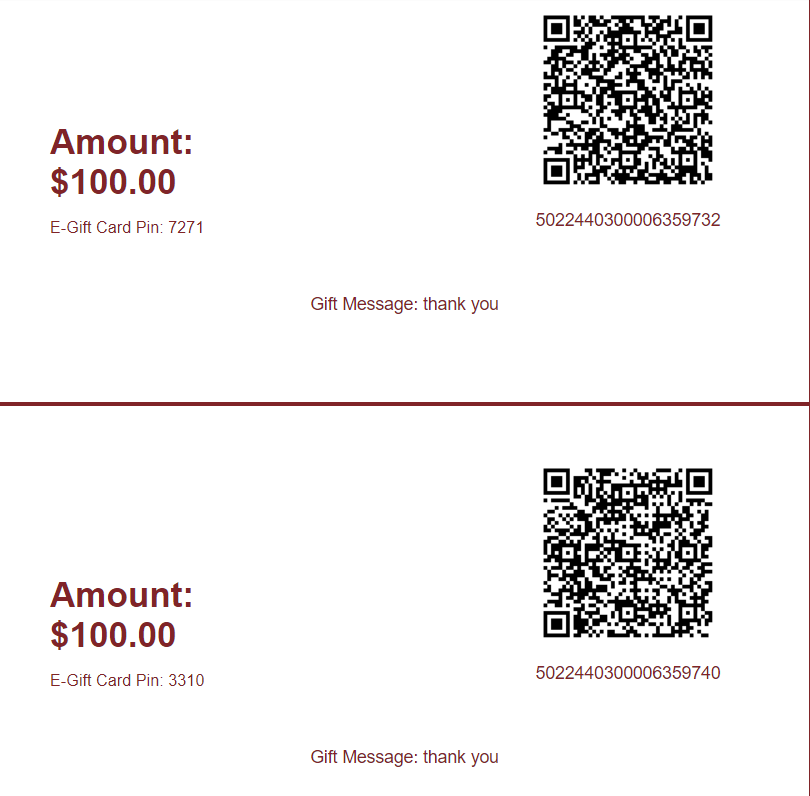 Amount:
$100.00
E-Gift Card Pin: 7271
5022440300006359732
Gift Message: thank you
Amount:
$100.00
E-Gift Card Pin: 3310
5022440300006359740
Gift Message: thank you